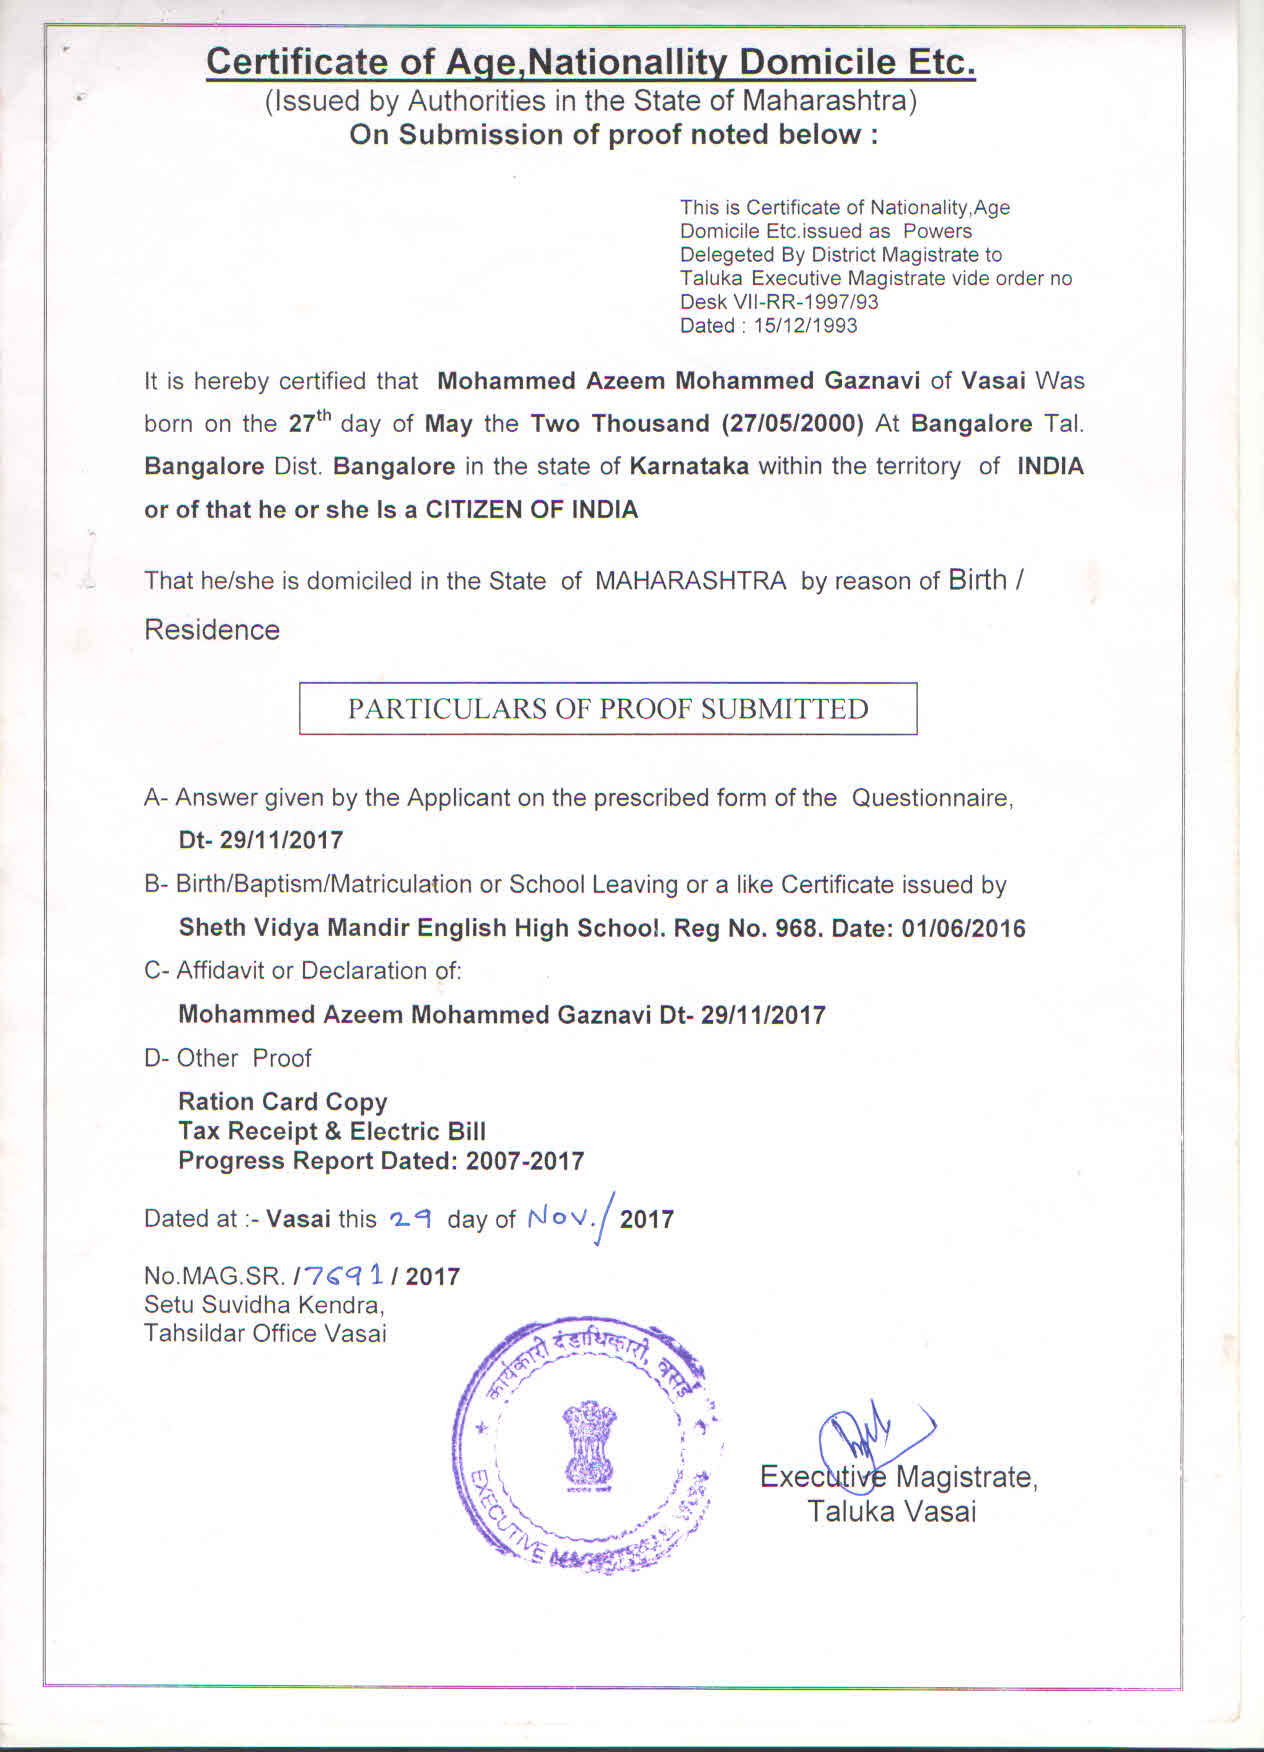 Certificate of Age,Nationallity Domicile Etc.
(Issued by Authorities in the State of Maharashtra)
On Submission of proof noted below :
This is Certificate of Nationality,Age
Domicile Etc.issued as Powers
Delegeted By District Magistrate to
Taluka Executive Magistrate vide order no
Desk VII-RR-1997/93
Dated : 15/12/1993
It is hereby certified that Mohammed Azeem Mohammed Gaznavi of Vasai Was
born on the 27th day of May the Two Thousand (27/05/2000) At Bangalore Tal.
Bangalore Dist. Bangalore in the state of Karnataka within the territory of INDIA
or of that he or she Is a CITIZEN OF INDIA
That he/she is domiciled in the State of MAHARASHTRA by reason of Birth /
Residence
PARTICULARS OF PROOF SUBMITTED
A- Answer given by the Applicant on the prescribed form of the Questionnaire,
Dt- 29/11/2017
B- Birth/Baptism/Matriculation or School Leaving or a like Certificate issued by
Sheth Vidya Mandir English High School. Reg No. 968. Date: 01/06/2016
C- Affidavit or Declaration of:
Mohammed Azeem Mohammed Gaznavi Dt- 29/11/2017
D- Other Proof
Ration Card Copy
Tax Receipt & Electric Bill
Progress Report Dated: 2007-2017
Dated at :- Vasai this 29 day of Nov./ 2017
No.MAG.SR. /7691/ 2017
Setu Suvidha Kendra,
Tahsildar Office Vasai
कार्यकारी दंडाधिकारी, वसई
EXECUTIVE
Executive Magistrate,
Taluka Vasai